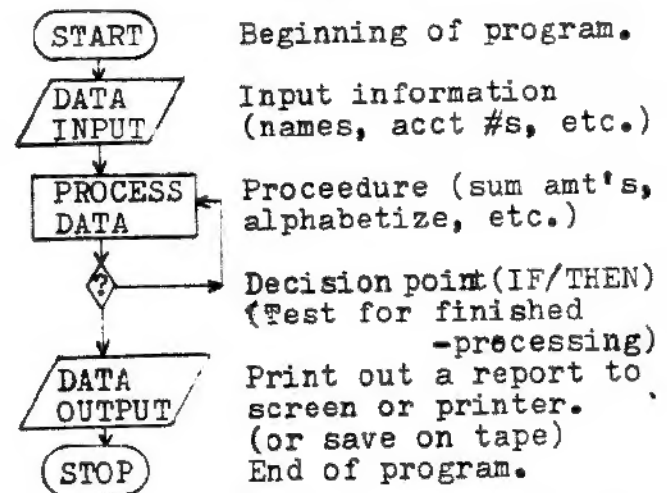 START Beginning of program.
DATA Input information
INPUT (names, acct #s, etc.)
PROCESS Proceedure (sum amt's,
DATA alphabetize, etc.)
? Decision point(IF/THEN)
(Test for finished
-processing)
DATA Print out a report to
OUTPUT screen or printer.
(or save on tape)
STOP End of program.